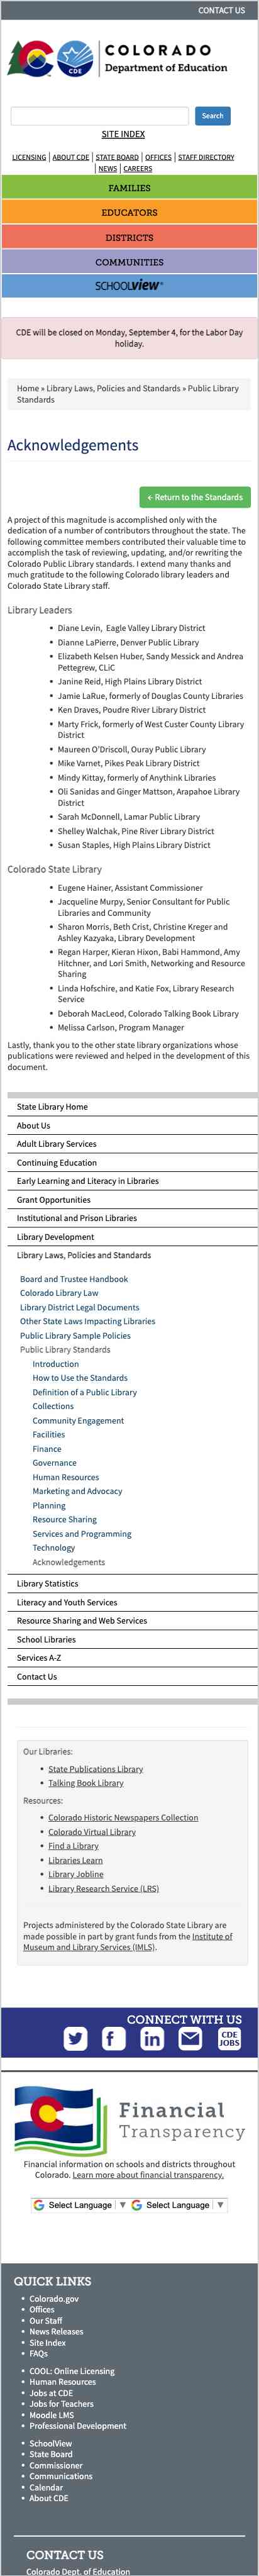 CONTACT US
COLORADO
Department of Education
CDE
Search
SITE INDEX
LICENSING | ABOUT CDE | STATE BOARD | OFFICES | STAFF DIRECTORY
| NEWS | CAREERS
FAMILIES
EDUCATORS
DISTRICTS
COMMUNITIES
SCHOOLVIEW®
CDE will be closed on Monday, September 4, for the Labor Day
holiday.
Home » Library Laws, Policies and Standards » Public Library
Standards
Acknowledgements
← Return to the Standards
A project of this magnitude is accomplished only with the
dedication of a number of contributors throughout the state. The
following committee members contributed their valuable time to
accomplish the task of reviewing, updating, and/or rewriting the
Colorado Public Library standards. I extend many thanks and
much gratitude to the following Colorado library leaders and
Colorado State Library staff.
Library Leaders
• Diane Levin,  Eagle Valley Library District
• Dianne LaPierre, Denver Public Library
• Elizabeth Kelsen Huber, Sandy Messick and Andrea
Pettegrew, CLiC
• Janine Reid, High Plains Library District
• Jamie LaRue, formerly of Douglas County Libraries
• Ken Draves, Poudre River Library District
• Marty Frick, formerly of West Custer County Library
District
• Maureen O'Driscoll, Ouray Public Library
• Mike Varnet, Pikes Peak Library District
• Mindy Kittay, formerly of Anythink Libraries
• Oli Sanidas and Ginger Mattson, Arapahoe Library
District
• Sarah McDonnell, Lamar Public Library
• Shelley Walchak, Pine River Library District
• Susan Staples, High Plains Library District
Colorado State Library
• Eugene Hainer, Assistant Commissioner
• Jacqueline Murpy, Senior Consultant for Public
Libraries and Community
• Sharon Morris, Beth Crist, Christine Kreger and
Ashley Kazyaka, Library Development
• Regan Harper, Kieran Hixon, Babi Hammond, Amy
Hitchner, and Lori Smith, Networking and Resource
Sharing
• Linda Hofschire, and Katie Fox, Library Research
Service
• Deborah MacLeod, Colorado Talking Book Library
• Melissa Carlson, Program Manager
Lastly, thank you to the other state library organizations whose
publications were reviewed and helped in the development of this
document.
State Library Home
About Us
Adult Library Services
Continuing Education
Early Learning and Literacy in Libraries
Grant Opportunities
Institutional and Prison Libraries
Library Development
Library Laws, Policies and Standards
Board and Trustee Handbook
Colorado Library Law
Library District Legal Documents
Other State Laws Impacting Libraries
Public Library Sample Policies
Public Library Standards
Introduction
How to Use the Standards
Definition of a Public Library
Collections
Community Engagement
Facilities
Finance
Governance
Human Resources
Marketing and Advocacy
Planning
Resource Sharing
Services and Programming
Technology
Acknowledgements
Library Statistics
Literacy and Youth Services
Resource Sharing and Web Services
School Libraries
Services A-Z
Contact Us
Our Libraries:
• State Publications Library
• Talking Book Library
Resources:
• Colorado Historic Newspapers Collection
• Colorado Virtual Library
• Find a Library
• Libraries Learn
• Library Jobline
• Library Research Service (LRS)
Projects administered by the Colorado State Library are
made possible in part by grant funds from the Institute of
Museum and Library Services (IMLS).
CONNECT WITH US
CDE
JOBS
Financial
Transparency
Financial information on schools and districts throughout
Colorado. Learn more about financial transparency.
Select Language | ▼ Select Language | ▼
QUICK LINKS
• Colorado.gov
• Offices
• Our Staff
• News Releases
• Site Index
• FAQs
• COOL: Online Licensing
• Human Resources
• Jobs at CDE
• Jobs for Teachers
• Moodle LMS
• Professional Development
• SchoolView
• State Board
• Commissioner
• Communications
• Calendar
• About CDE
CONTACT US
Colorado Dept. of Education